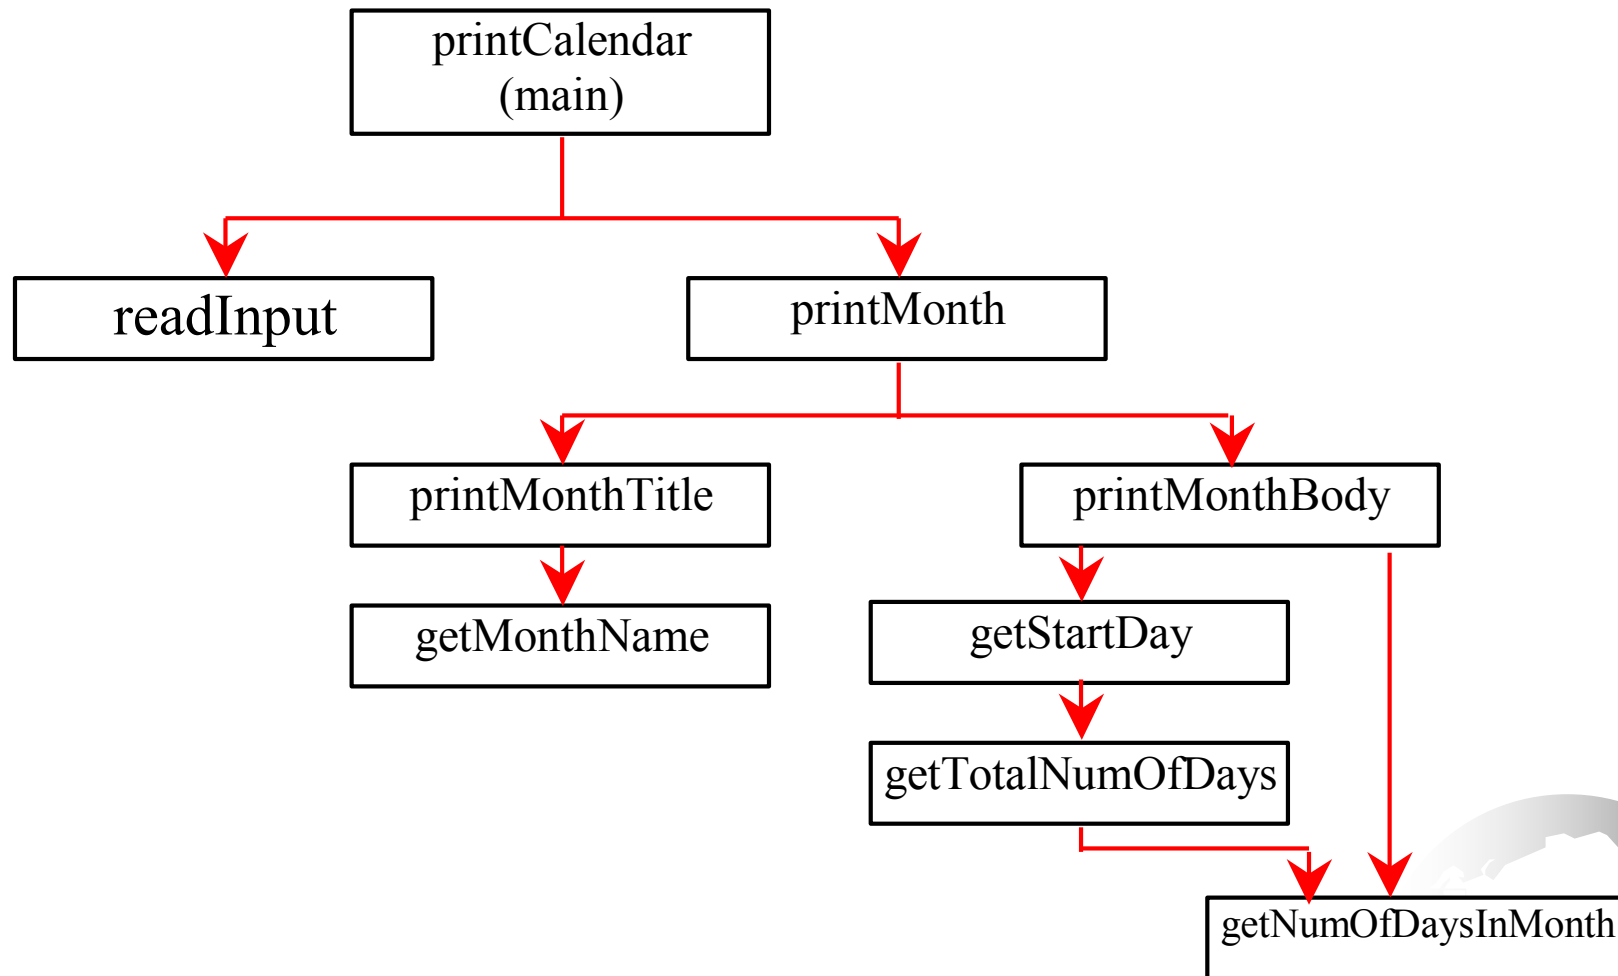 printCalendar
(main)
readInput
printMonth
printMonthTitle
printMonthBody
getMonthName
getStartDay
getTotalNumOfDays
getNumOfDaysInMonth